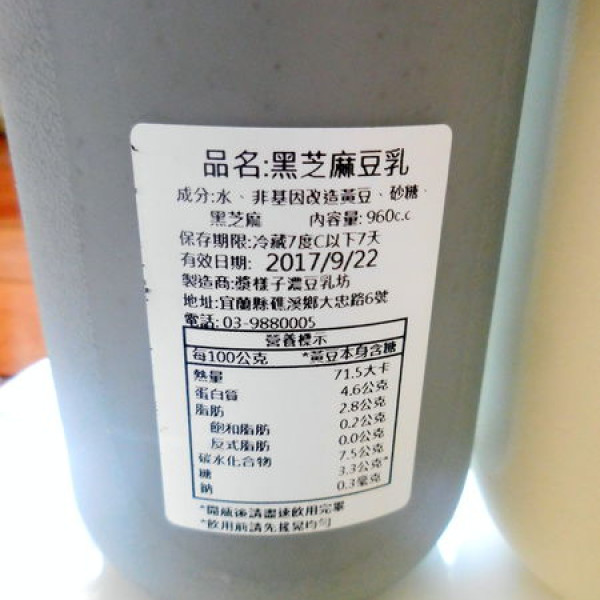 品名:黑芝麻豆乳
成分:水、非基因改造黃豆、砂糖、
黑芝麻 內容量:960c.c
保存期限:冷藏7度C以下7天
有效日期: 2017/9/22
製造商:漿樣子濃豆乳坊
地址:宜蘭縣礁溪鄉大忠路6號
電話:03-9880005
營養標示
每100公克 *黃豆本身含糖
熱量 71.5大卡
蛋白質 4.6公克
脂肪 2.8公克
飽和脂肪 0.2公克
反式脂肪 0.0公克
碳水化合物 7.5公克
糖 3.3公克*
鈉 0.3毫克
*開瓶後請盡速飲用完畢
*飲用前請先搖晃均勻